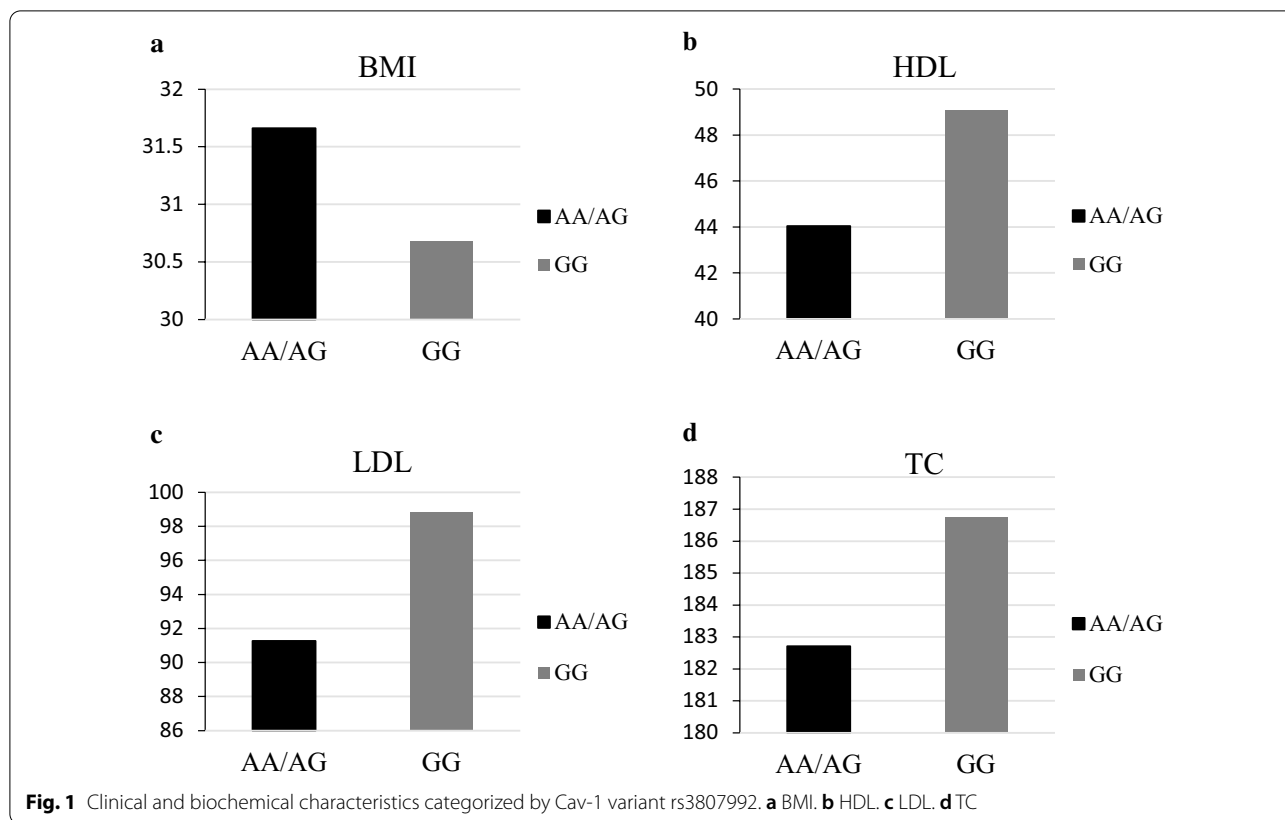 a
BMI
32
31.5
31
30.5
30
AA/AG
GG
AA/AG
GG
b
HDL
50
48
46
44
42
40
AA/AG
GG
AA/AG
GG
c
LDL
100
98
96
94
92
90
88
86
AA/AG
GG
AA/AG
GG
d
TC
188
187
186
185
184
183
182
181
180
AA/AG
GG
AA/AG
GG
Fig. 1 Clinical and biochemical characteristics categorized by Cav-1 variant rs3807992. a BMI. b HDL. c LDL. d TC